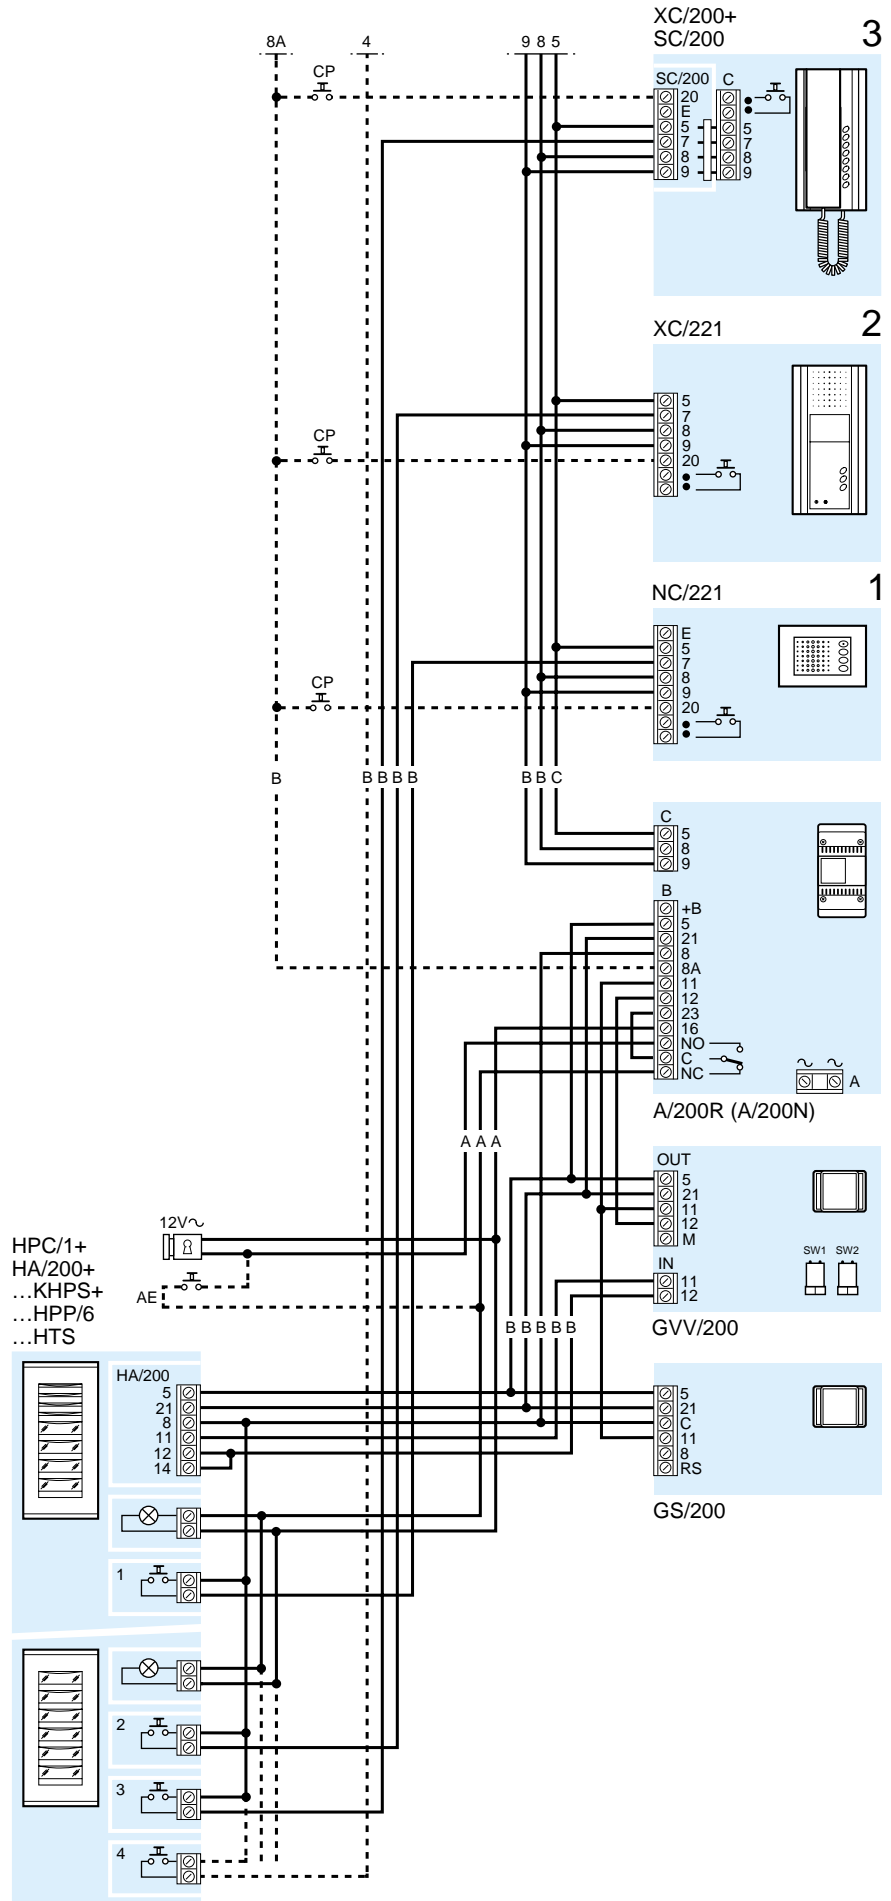 XC/200+
SC/200
3
8A 4 9 8 5
CP
SC/200 C
20
E
5 5
7 7
8 8
9 9
XC/221
2
5
7
8
9
20
CP
NC/221
1
E
5
7
8
9
20
CP
B B B B B B B C
C
5
8
9
B
+B
5
21
8
8A
11
12
23
16
NO
C
NC
A
A/200R (A/200N)
A A A
OUT
5
21
11
12
M
SW1 SW2
IN
11
12
GVV/200
12V~
AE
B B B B B
HPC/1+
HA/200+
...KHPS+
...HPP/6
...HTS
HA/200
5
21
8
11
12
14
5
21
C
11
8
RS
GS/200
1
2
3
4